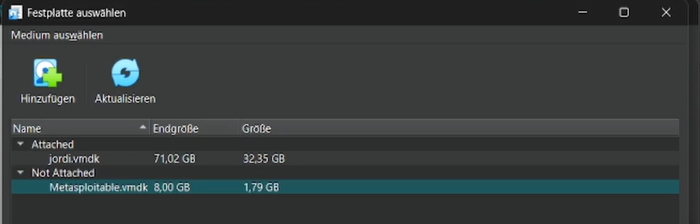 Festplatte auswählen
Medium auswählen
Hinzufügen Aktualisieren
Name Endgröße Größe
Attached
jordi.vmdk 71,02 GB 32,35 GB
Not Attached
Metasploitable.vmdk 8,00 GB 1,79 GB